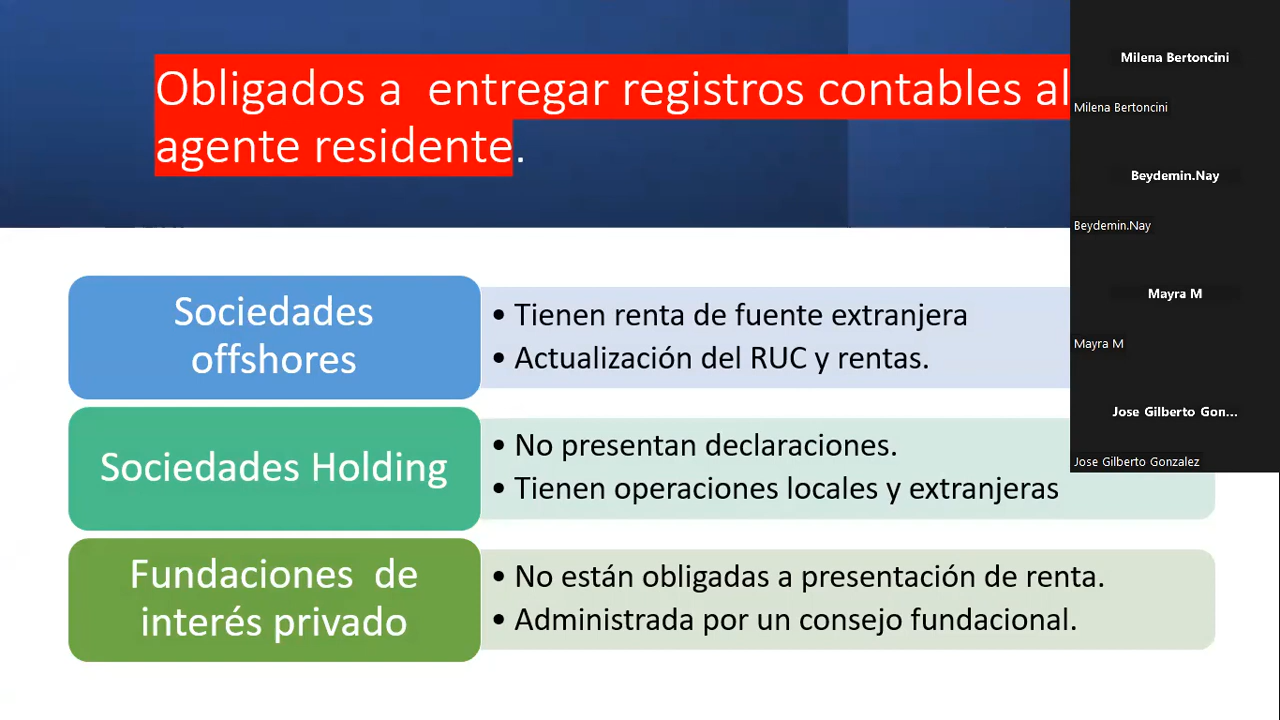 Obligados a entregar registros contables al
agente residente.
Sociedades
offshores
• Tienen renta de fuente extranjera
• Actualización del RUC y rentas.
Sociedades Holding
• No presentan declaraciones.
• Tienen operaciones locales y extranjeras
Fundaciones de
interés privado
• No están obligadas a presentación de renta.
• Administrada por un consejo fundacional.
Milena Bertoncini
Milena Bertoncini
Beydemin.Nay
Beydemin.Nay
Mayra M
Mayra M
Jose Gilberto Gon...
Jose Gilberto Gonzalez